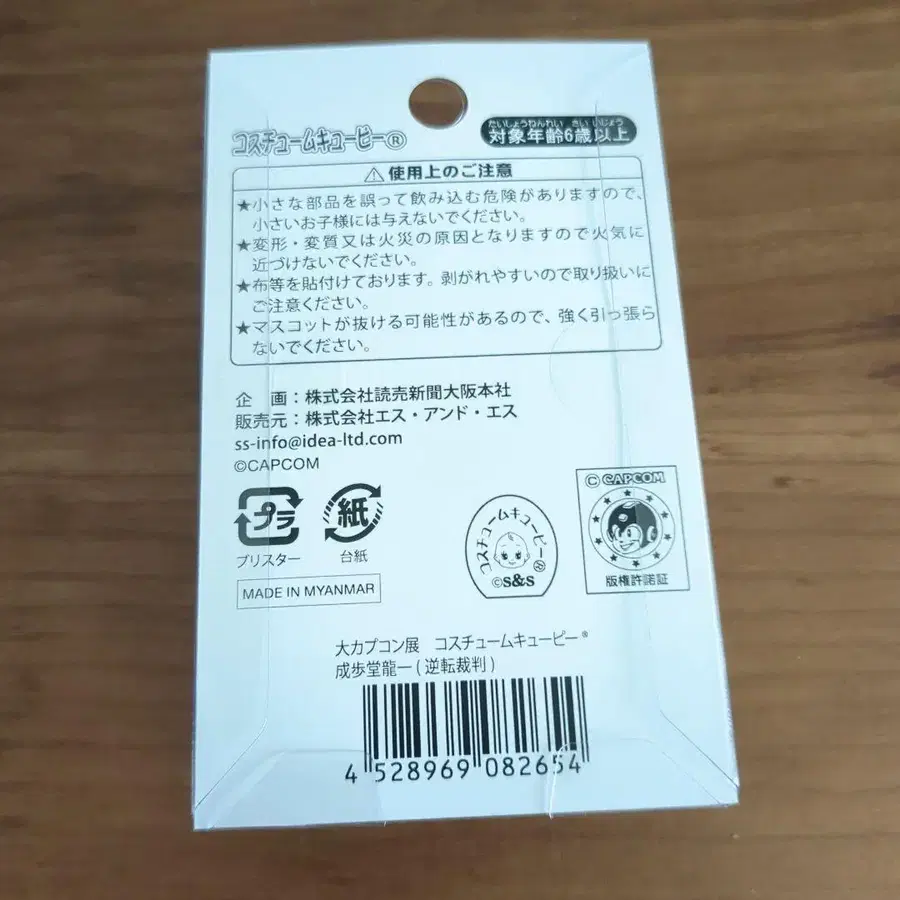 コスチュームキューピー®
たいしょうねんれい さい いじょう
対象年齢6歳以上
⚠使用上のご注意
★小さな部品を誤って飲み込む危険がありますので、
小さいお子様には与えないでください。
★変形・変質又は火災の原因となりますので火気に
近づけないでください。
★布等を貼付けております。剥がれやすいので取り扱いに
ご注意ください。
★マスコットが抜ける可能性があるので、強く引っ張ら
ないでください。
企　画：株式会社読売新聞大阪本社
販売元：株式会社エス・アンド・エス
ss-info@idea-ltd.com
©CAPCOM
プラ
ブリスター
紙
台紙
MADE IN MYANMAR
コスチュームキューピー®
©S&S
© CAPCOM
版権許諾証
大カプコン展　コスチュームキューピー®
成歩堂龍一(逆転裁判)
4 528969 082654